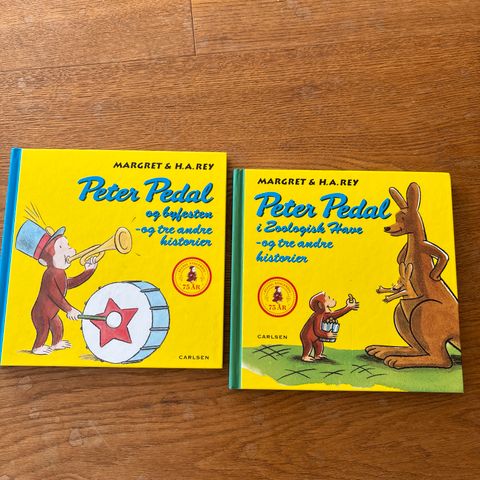 MARGRET & H.A.REY
Peter Pedal
og byfesten
-og tre andre
historier
75 ÅR
CARLSEN
MARGRET & H.A.REY
Peter Pedal
i Zoologisk Have
-og tre andre
historier
75 ÅR
CARLSEN